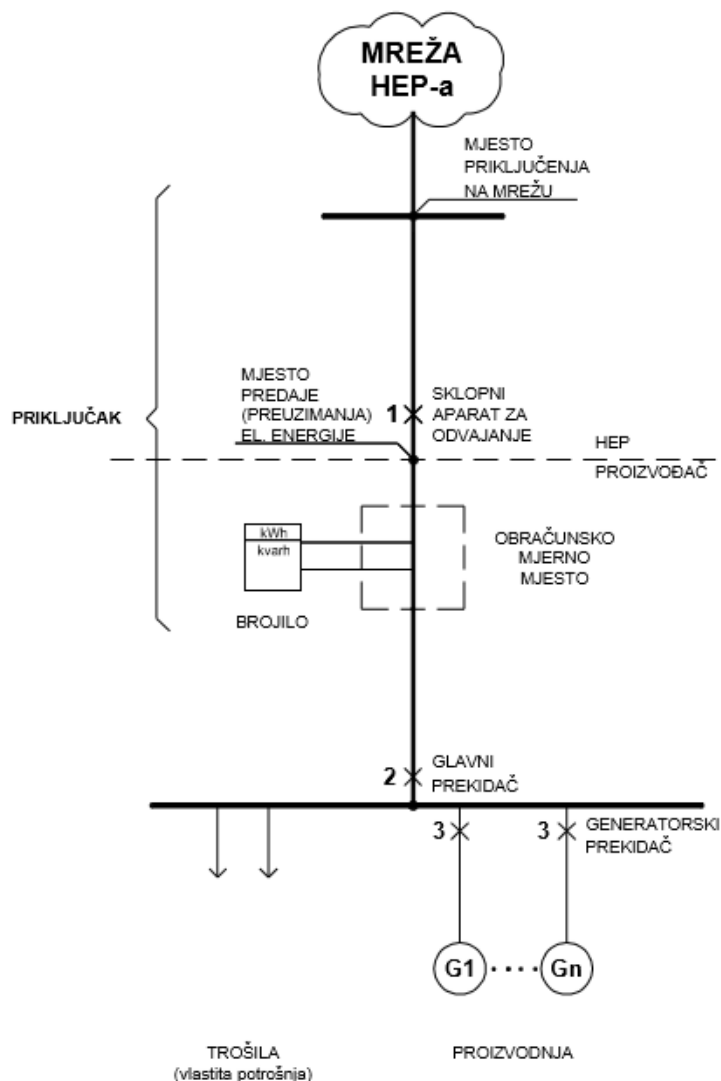 MREŽA
HEP-a
MJESTO
PRIKLJUČENJA
NA MREŽU
PRIKLJUČAK
MJESTO
PREDAJE
(PREUZIMANJA)
EL. ENERGIJE
1
SKLOPNI
APARAT ZA
ODVAJANJE
HEP
PROIZVOĐAČ
kWh
kvarh
BROJILO
OBRAČUNSKO
MJERNO
MJESTO
2
GLAVNI
PREKIDAČ
3
3
GENERATORSKI
PREKIDAČ
G1
Gn
TROŠILA
(vlastita potrošnja)
PROIZVODNJA